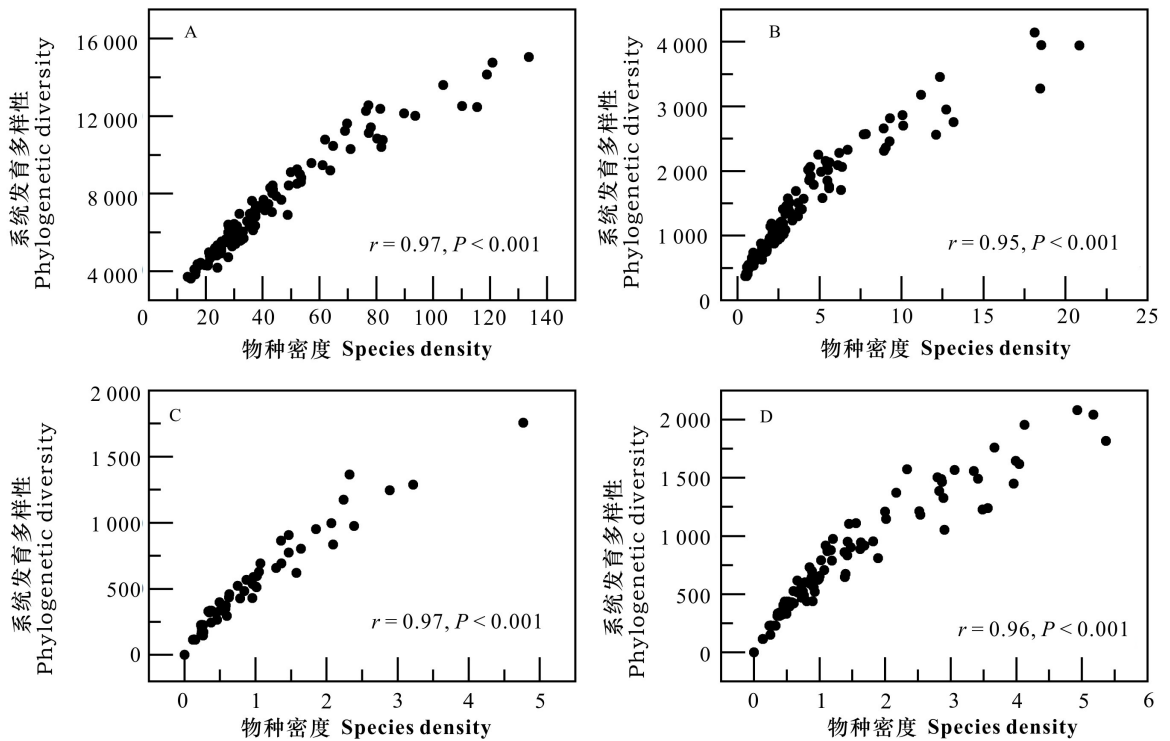 A
16 000
12 000
8 000
4 000
系统发育多样性
Phylogenetic diversity
r = 0.97, P < 0.001
0 20 40 60 80 100 120 140
物种密度 Species density
B
4 000
3 000
2 000
1 000
0
系统发育多样性
Phylogenetic diversity
r = 0.95, P < 0.001
0 5 10 15 20 25
物种密度 Species density
C
2 000
1 500
1 000
500
0
系统发育多样性
Phylogenetic diversity
r = 0.97, P < 0.001
0 1 2 3 4 5
物种密度 Species density
D
2 000
1 500
1 000
500
0
系统发育多样性
Phylogenetic diversity
r = 0.96, P < 0.001
0 1 2 3 4 5 6
物种密度 Species density